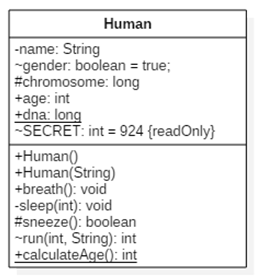 Human
-name: String
~gender: boolean = true;
#chromosome: long
+age: int
+dna: long
~SECRET: int = 924 {readOnly}
+Human()
+Human(String)
+breath(): void
-sleep(int): void
#sneeze(): boolean
~run(int, String): int
+calculateAge(): int